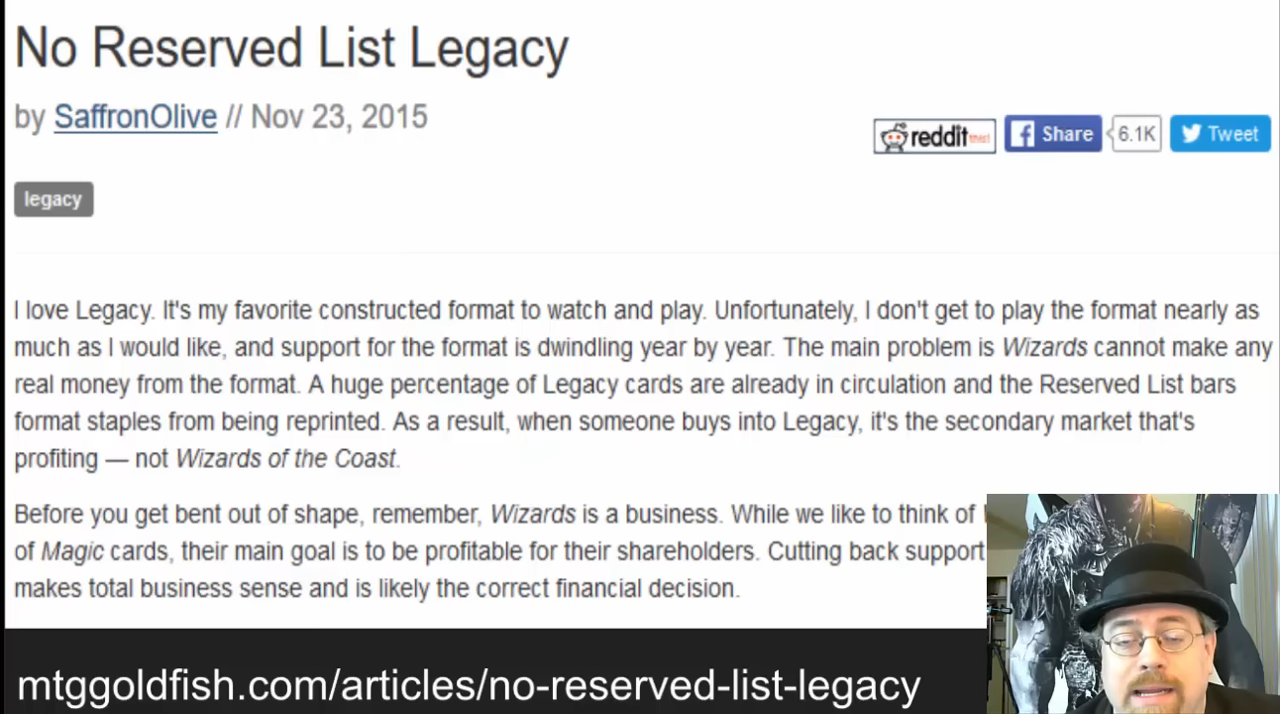 No Reserved List Legacy
by SaffronOlive // Nov 23, 2015
reddit
Share
6.1K
Tweet
legacy
I love Legacy. It's my favorite constructed format to watch and play. Unfortunately, I don't get to play the format nearly as
much as I would like, and support for the format is dwindling year by year. The main problem is Wizards cannot make any
real money from the format. A huge percentage of Legacy cards are already in circulation and the Reserved List bars
format staples from being reprinted. As a result, when someone buys into Legacy, it's the secondary market that's
profiting — not Wizards of the Coast.
Before you get bent out of shape, remember, Wizards is a business. While we like to think of
of Magic cards, their main goal is to be profitable for their shareholders. Cutting back support
makes total business sense and is likely the correct financial decision.
mtggoldfish.com/articles/no-reserved-list-legacy